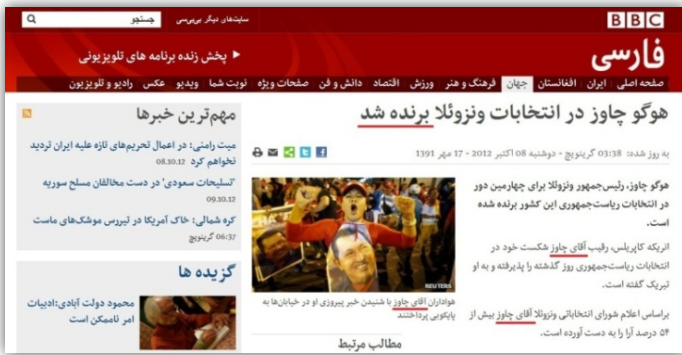 BBC
سایت‌های دیگر بی‌بی‌سی
جستجو
فارسی
پخش زنده برنامه های تلویزیونی
صفحه اصلی ایران افغانستان جهان فرهنگ و هنر ورزش اقتصاد دانش و فن صفحات ویژه نوبت شما ویدیو عکس رادیو و تلویزیون
هوگو چاوز در انتخابات ونزوئلا برنده شد
به روز شده: 03:38 گرینویچ - دوشنبه 08 اکتبر 2012 - 17 مهر 1391
هوگو چاوز، رئیس‌جمهور ونزوئلا برای چهارمین دور
در انتخابات ریاست‌جمهوری این کشور برنده شده
است.
انریکه کاپریلس، رقیب آقای چاوز شکست خود در
انتخابات ریاست‌جمهوری روز گذشته را پذیرفته و به او
تبریک گفته است.
براساس اعلام شورای انتخاباتی ونزوئلا آقای چاوز بیش از
۵۴ درصد آرا را به دست آورده است.
REUTERS
هواداران آقای چاوز با شنیدن خبر پیروزی او در خیابان‌ها به
پایکوبی پرداختند
مطالب مرتبط
مهم‌ترین خبرها
میت رامنی: در اعمال تحریم‌های تازه علیه ایران تردید
نخواهم کرد 08.10.12
'تسلیحات سعودی' در دست مخالفان مسلح سوریه
09.10.12
کره شمالی: خاک آمریکا در تیررس موشک‌های ماست
06:37 گرینویچ
گزیده ها
محمود دولت آبادی:ادبیات
امر ناممکن است